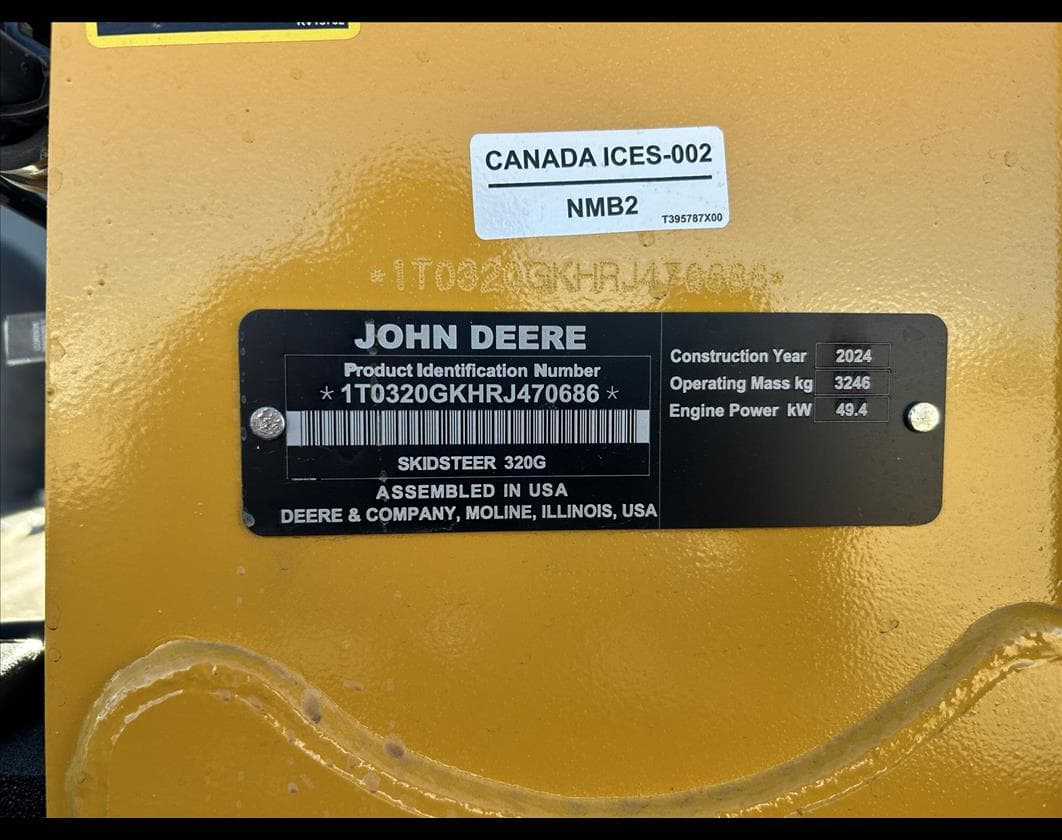 CANADA ICES-002
NMB2
T395787X00
*1T0320GKHRJ470686*
JOHN DEERE
Product Identification Number
*1T0320GKHRJ470686*
SKIDSTEER 320G
ASSEMBLED IN USA
DEERE & COMPANY, MOLINE, ILLINOIS, USA
Construction Year 2024
Operating Mass kg 3246
Engine Power kW 49.4